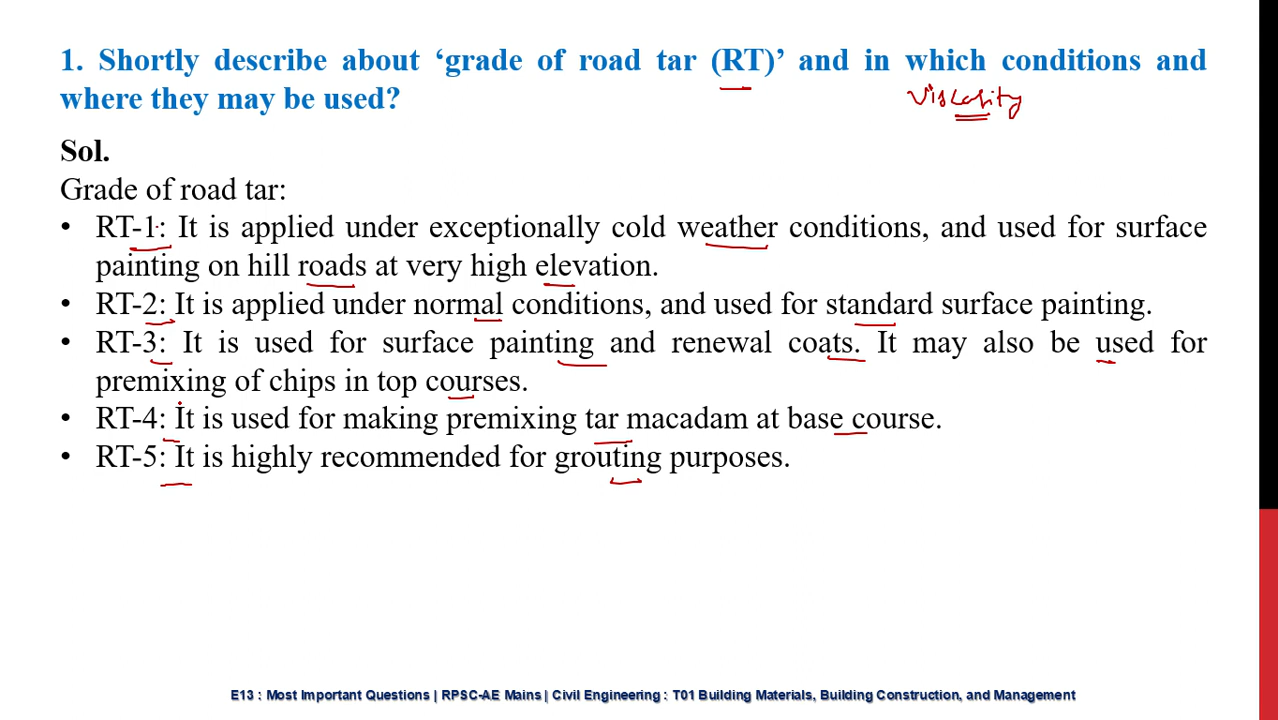 1. Shortly describe about ‘grade of road tar (RT)’ and in which conditions and
where they may be used?
Viscosity
Sol.
Grade of road tar:
• RT-1: It is applied under exceptionally cold weather conditions, and used for surface
painting on hill roads at very high elevation.
• RT-2: It is applied under normal conditions, and used for standard surface painting.
• RT-3: It is used for surface painting and renewal coats. It may also be used for
premixing of chips in top courses.
• RT-4: It is used for making premixing tar macadam at base course.
• RT-5: It is highly recommended for grouting purposes.
E13 : Most Important Questions | RPSC-AE Mains | Civil Engineering : T01 Building Materials, Building Construction, and Management